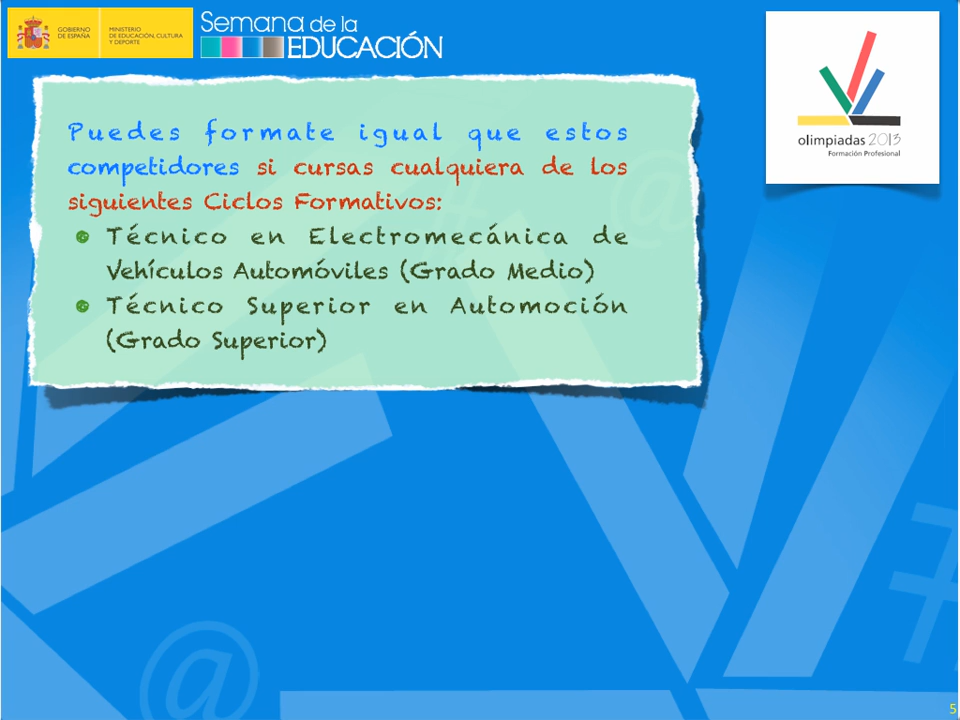 GOBIERNO
DE ESPAÑA
MINISTERIO
DE EDUCACIÓN, CULTURA
Y DEPORTE
Semana de la
EDUCACIÓN
olimpiadas 2013
Formación Profesional
Puedes formate igual que estos
competidores si cursas cualquiera de los
siguientes Ciclos Formativos:
Técnico en Electromecánica de
Vehículos Automóviles (Grado Medio)
Técnico Superior en Automoción
(Grado Superior)
@
@
#
5